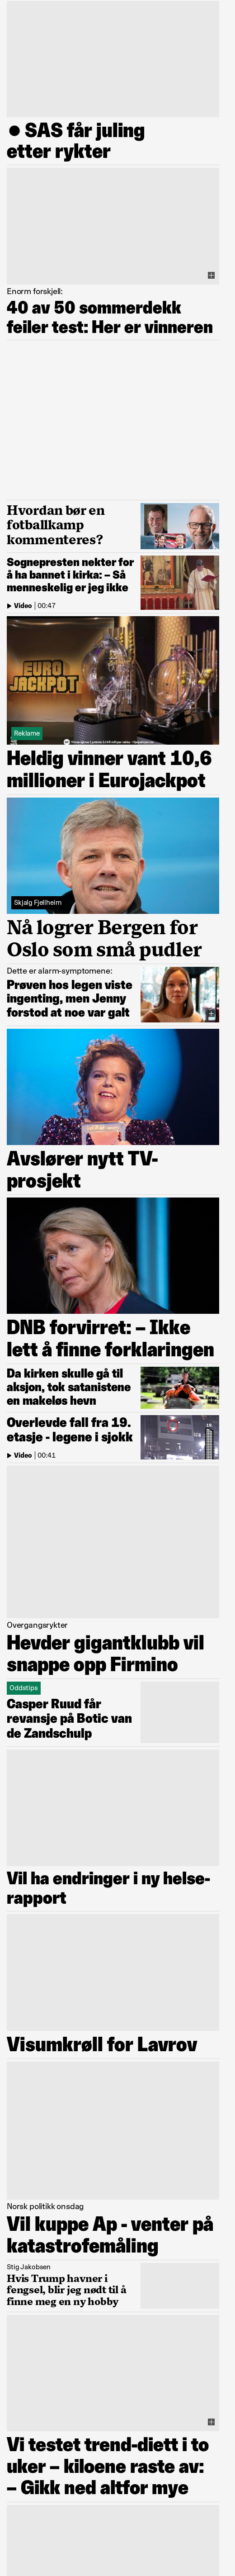 ● SAS får juling
etter rykter
Enorm forskjell:
40 av 50 sommerdekk
feiler test: Her er vinneren
Hvordan bør en
fotballkamp
kommenteres?
Sognepresten nekter for
å ha bannet i kirka: – Så
menneskelig er jeg ikke
Video | 00:47
EURO
JACKPOT
Reklame
Heldig vinner vant 10,6
millioner i Eurojackpot
Skjalg Fjellheim
Nå logrer Bergen for
Oslo som små pudler
Dette er alarm-symptomene:
Prøven hos legen viste
ingenting, men Jenny
forstod at noe var galt
Avslører nytt TV-
prosjekt
DNB forvirret: – Ikke
lett å finne forklaringen
Da kirken skulle gå til
aksjon, tok satanistene
en makeløs hevn
Overlevde fall fra 19.
etasje - legene i sjokk
Video | 00:41
Overgangsrykter
Hevder gigantklubb vil
snappe opp Firmino
Oddstips
Casper Ruud får
revansje på Botic van
de Zandschulp
Vil ha endringer i ny helse-
rapport
Visumkrøll for Lavrov
Norsk politikk onsdag
Vil kuppe Ap - venter på
katastrofemåling
Stig Jakobsen
Hvis Trump havner i
fengsel, blir jeg nødt til å
finne meg en ny hobby
Vi testet trend-diett i to
uker – kiloene raste av:
– Gikk ned altfor mye